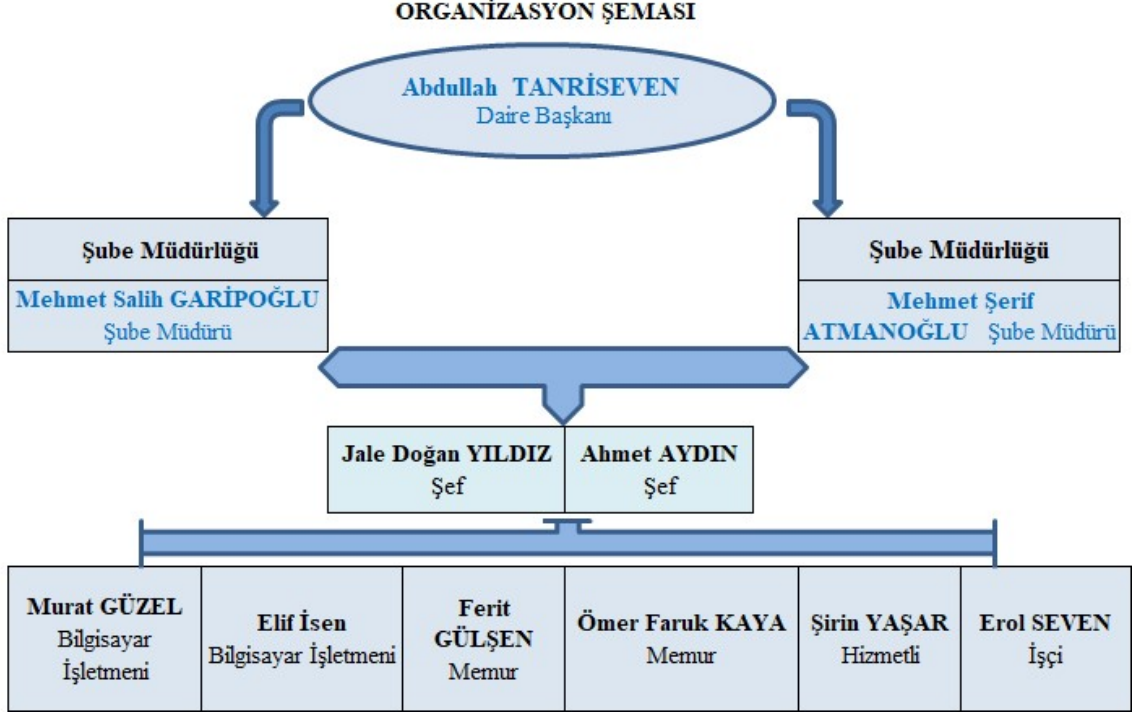 ORGANİZASYON ŞEMASI
Abdullah TANRİSEVEN
Daire Başkanı
Şube Müdürlüğü
Mehmet Salih GARİPOĞLU
Şube Müdürü
Şube Müdürlüğü
Mehmet Şerif
ATMANOĞLU Şube Müdürü
Jale Doğan YILDIZ
Şef
Ahmet AYDIN
Şef
Murat GÜZEL
Bilgisayar
İşletmeni
Elif İsen
Bilgisayar İşletmeni
Ferit
GÜLŞEN
Memur
Ömer Faruk KAYA
Memur
Şirin YAŞAR
Hizmetli
Erol SEVEN
İşçi